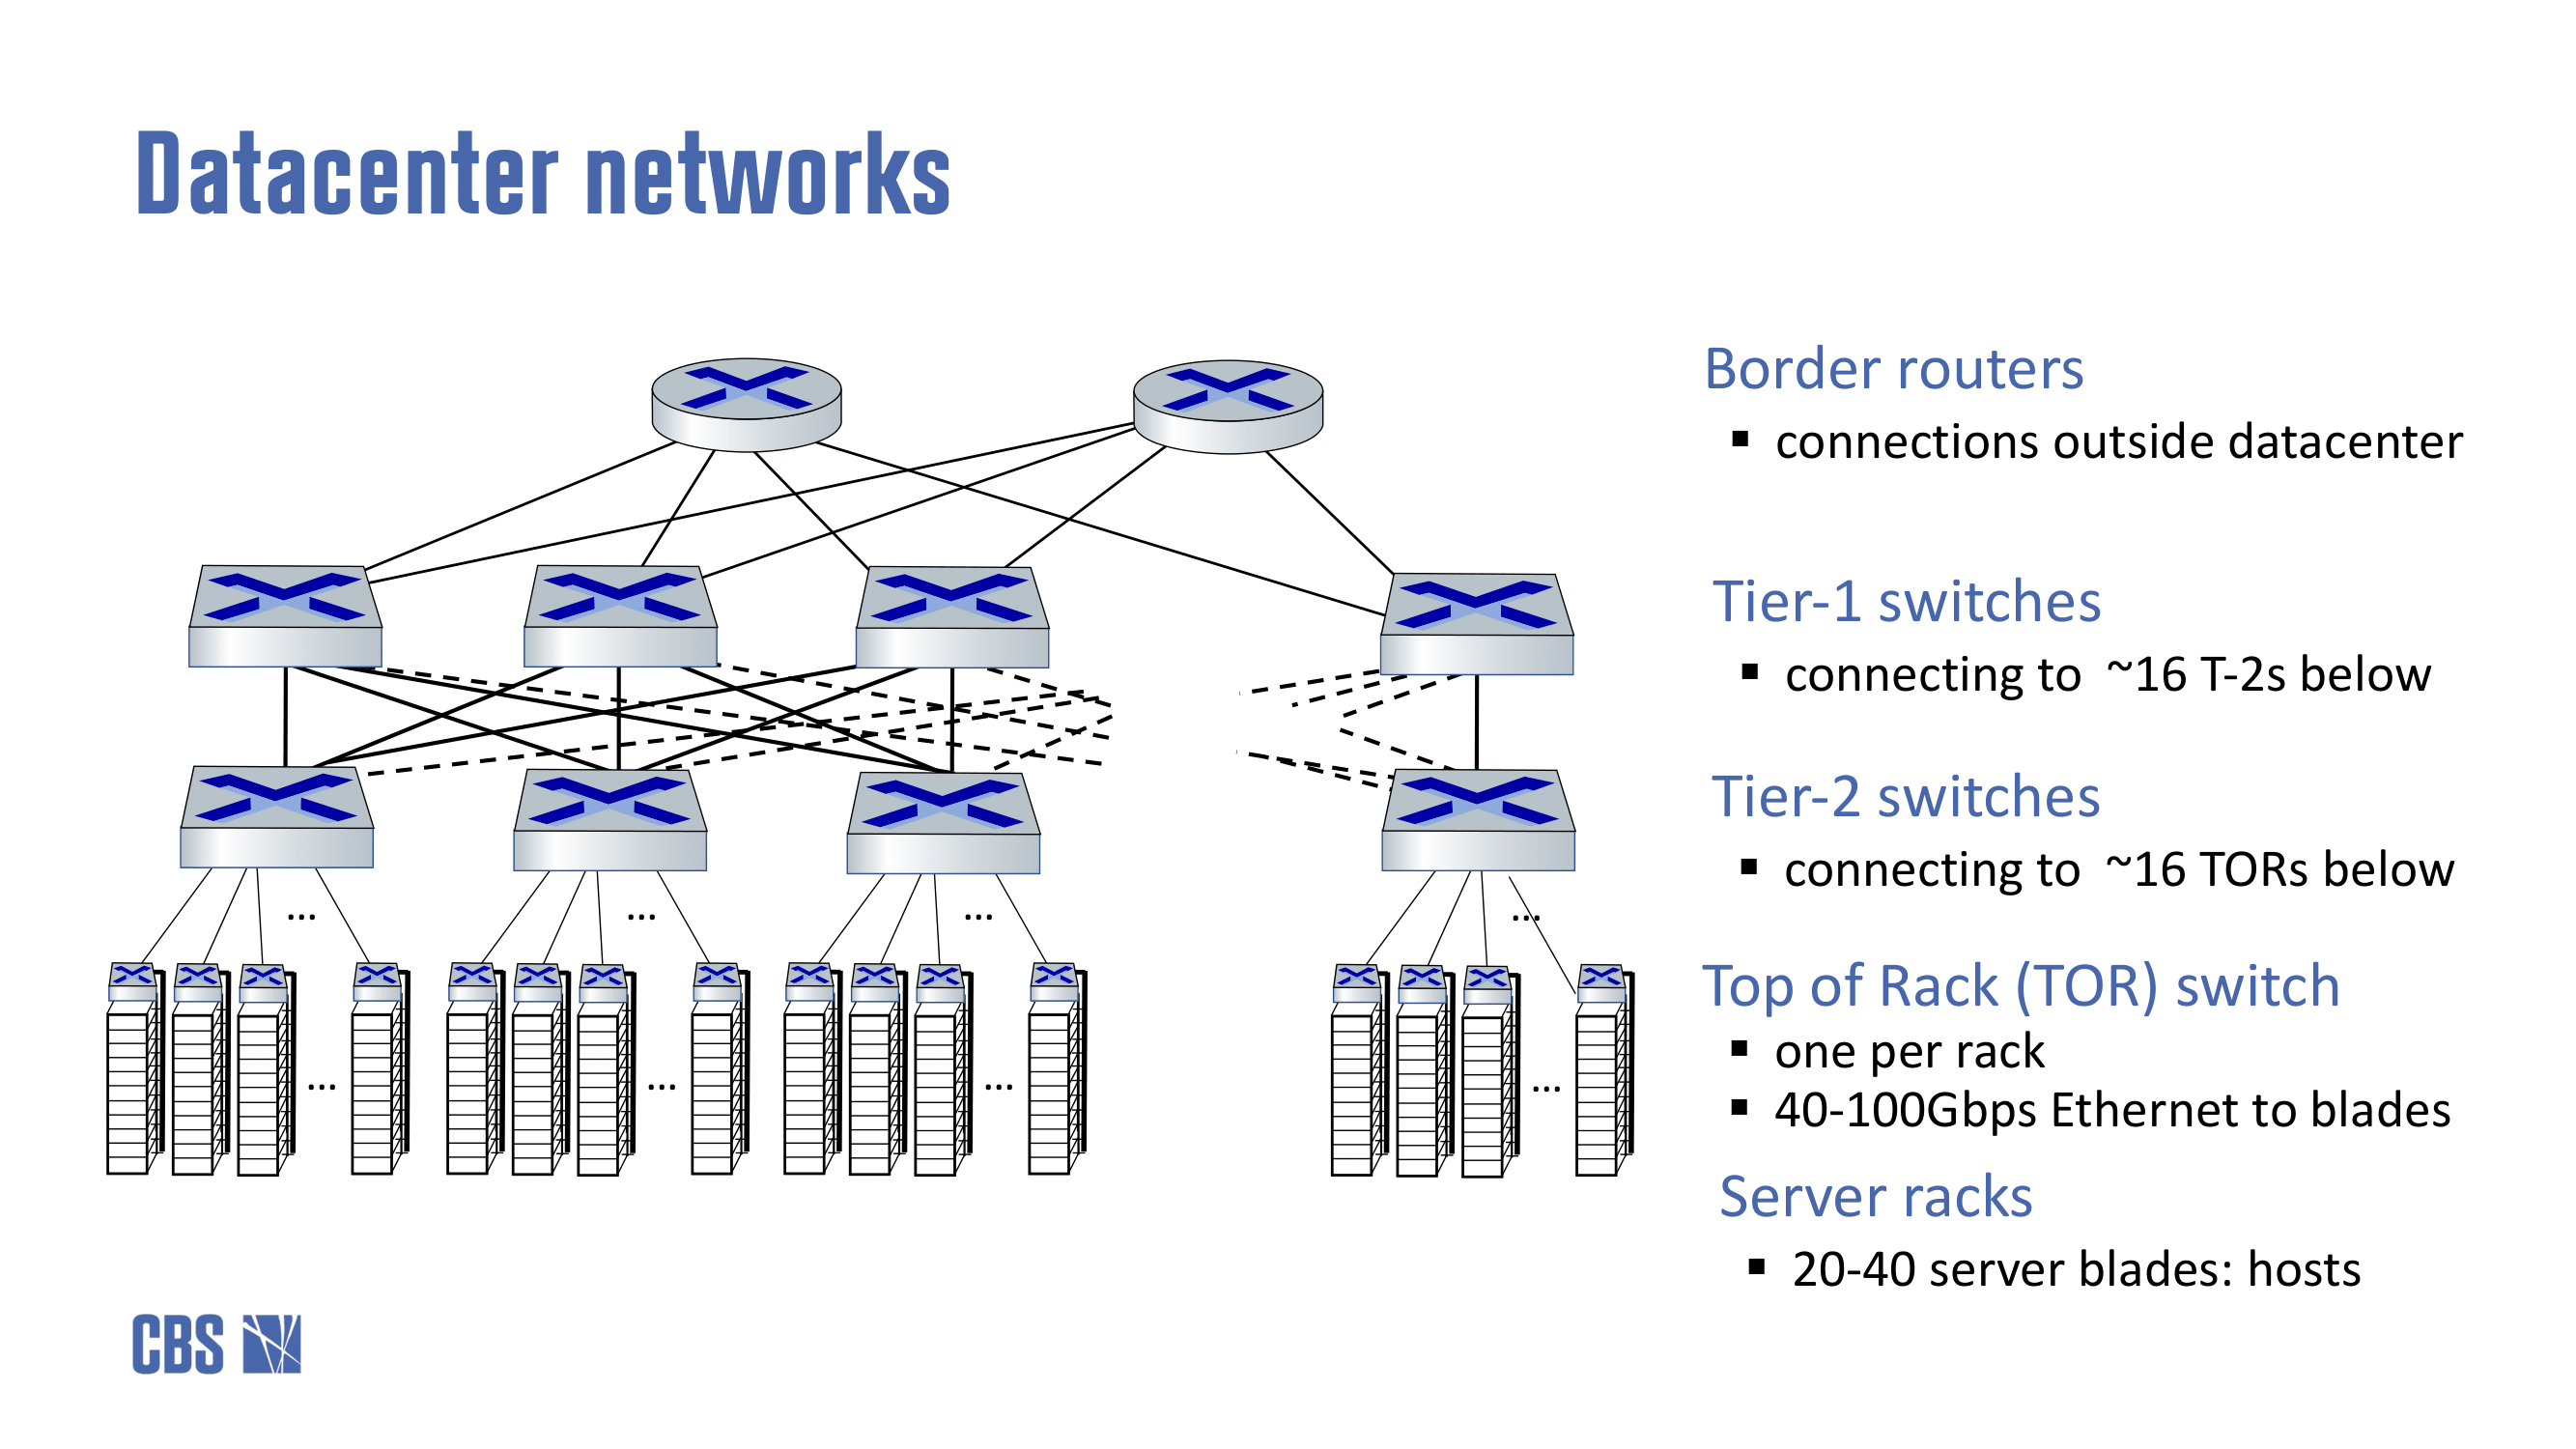 Datacenter networks
Border routers
▪ connections outside datacenter
Tier-1 switches
▪ connecting to ~16 T-2s below
Tier-2 switches
▪ connecting to ~16 TORs below
Top of Rack (TOR) switch
▪ one per rack
▪ 40-100Gbps Ethernet to blades
Server racks
▪ 20-40 server blades: hosts
… … … …
… … … …
CBS